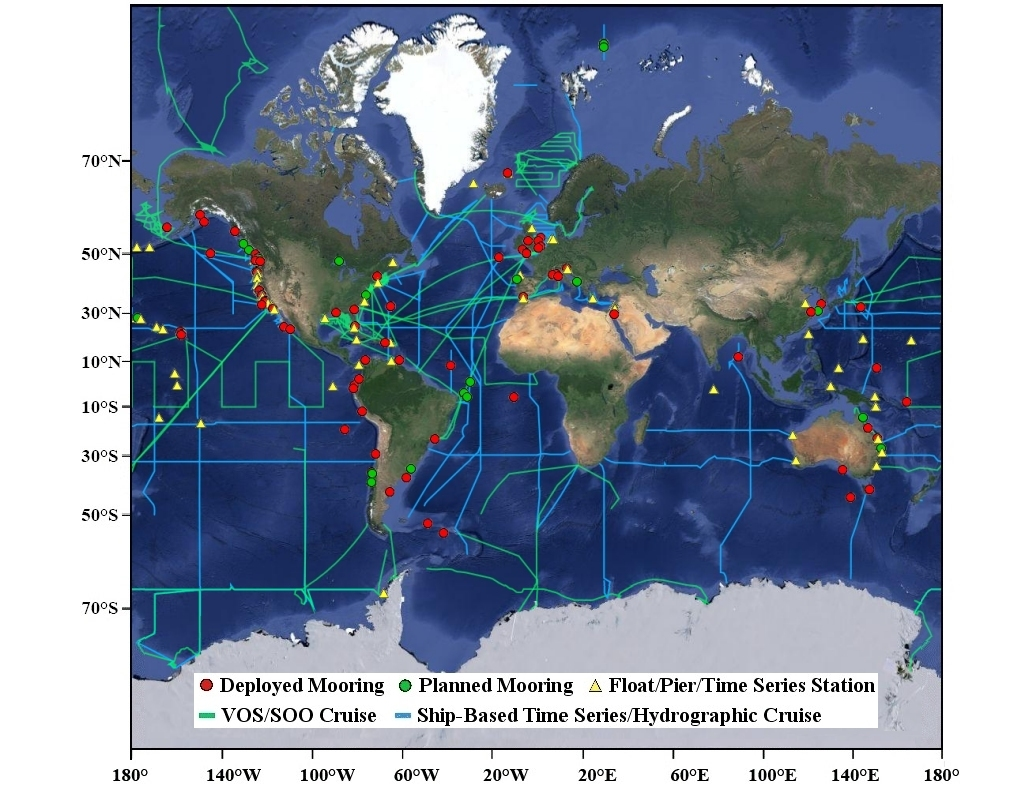 70°N
50°N
30°N
10°N
10°S
30°S
50°S
70°S
Deployed Mooring Planned Mooring Float/Pier/Time Series Station
VOS/SOO Cruise Ship-Based Time Series/Hydrographic Cruise
180° 140°W 100°W 60°W 20°W 20°E 60°E 100°E 140°E 180°